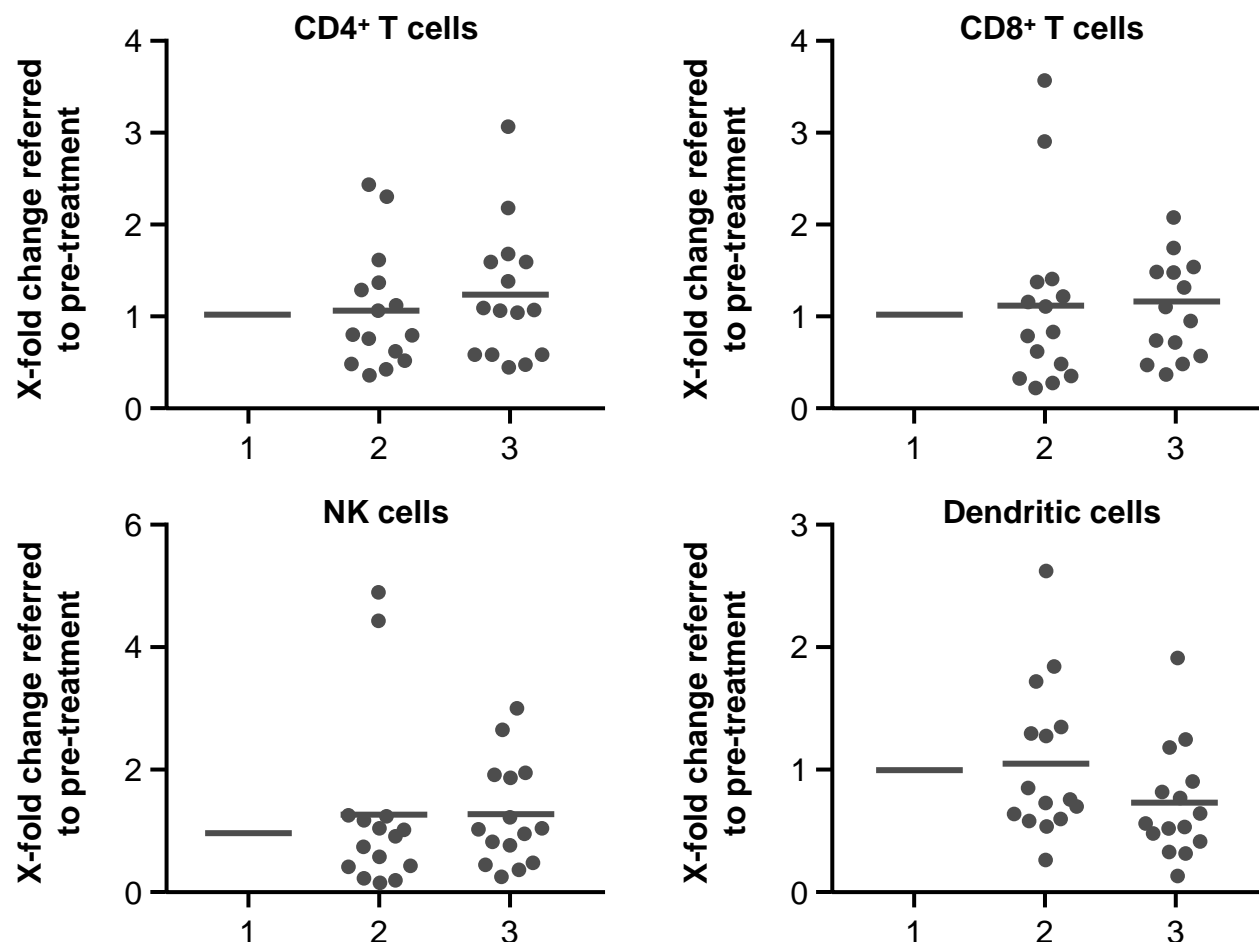 CD4⁺ T cells
X-fold change referred
to pre-treatment
4
3
2
1
0
1 2 3
CD8⁺ T cells
X-fold change referred
to pre-treatment
4
3
2
1
0
1 2 3
NK cells
X-fold change referred
to pre-treatment
6
4
2
0
1 2 3
Dendritic cells
X-fold change referred
to pre-treatment
3
2
1
0
1 2 3